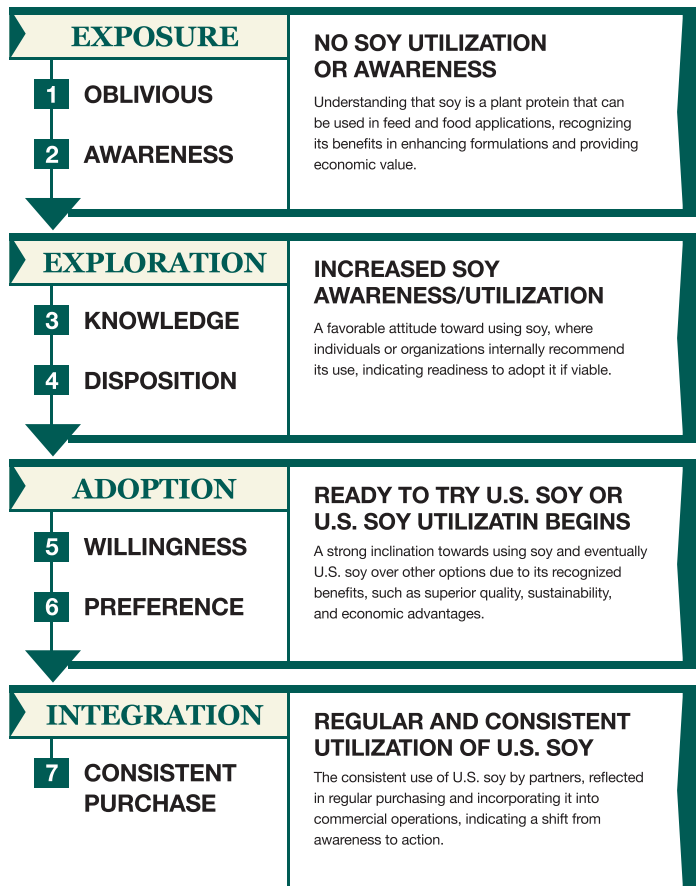 EXPOSURE
1 OBLIVIOUS
2 AWARENESS
NO SOY UTILIZATION
OR AWARENESS
Understanding that soy is a plant protein that can
be used in feed and food applications, recognizing
its benefits in enhancing formulations and providing
economic value.
EXPLORATION
3 KNOWLEDGE
4 DISPOSITION
INCREASED SOY
AWARENESS/UTILIZATION
A favorable attitude toward using soy, where
individuals or organizations internally recommend
its use, indicating readiness to adopt it if viable.
ADOPTION
5 WILLINGNESS
6 PREFERENCE
READY TO TRY U.S. SOY OR
U.S. SOY UTILIZATIN BEGINS
A strong inclination towards using soy and eventually
U.S. soy over other options due to its recognized
benefits, such as superior quality, sustainability,
and economic advantages.
INTEGRATION
7 CONSISTENT
PURCHASE
REGULAR AND CONSISTENT
UTILIZATION OF U.S. SOY
The consistent use of U.S. soy by partners, reflected
in regular purchasing and incorporating it into
commercial operations, indicating a shift from
awareness to action.